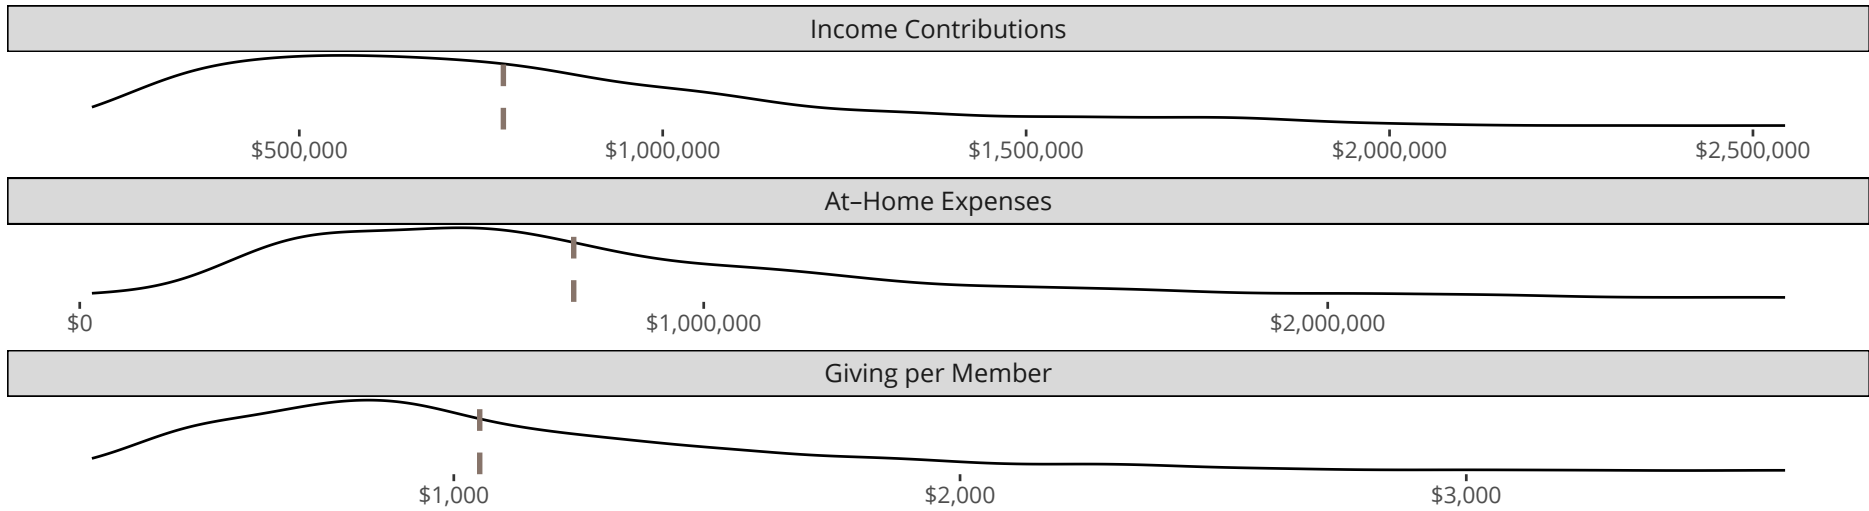 Income Contributions
$500,000 $1,000,000 $1,500,000 $2,000,000 $2,500,000
At–Home Expenses
$0 $1,000,000 $2,000,000
Giving per Member
$1,000 $2,000 $3,000